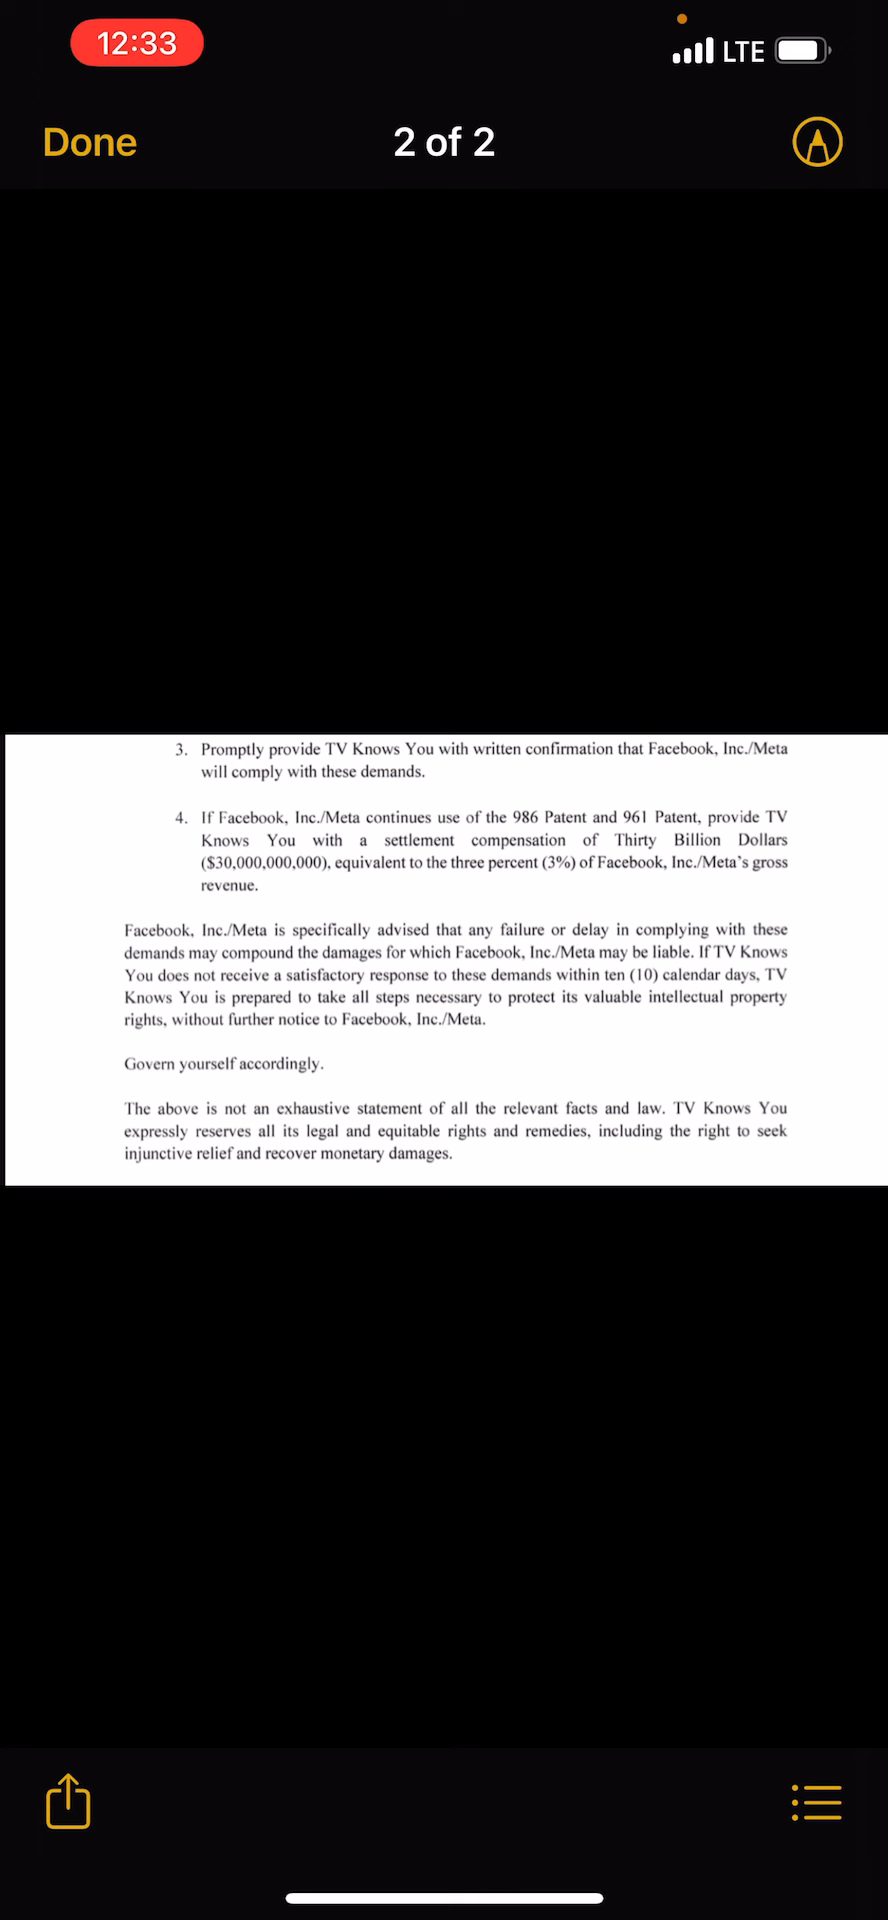 12:33
LTE
Done
2 of 2
3. Promptly provide TV Knows You with written confirmation that Facebook, Inc./Meta
will comply with these demands.
4. If Facebook, Inc./Meta continues use of the 986 Patent and 961 Patent, provide TV
Knows You with a settlement compensation of Thirty Billion Dollars
($30,000,000,000), equivalent to the three percent (3%) of Facebook, Inc./Meta's gross
revenue.
Facebook, Inc./Meta is specifically advised that any failure or delay in complying with these
demands may compound the damages for which Facebook, Inc./Meta may be liable. If TV Knows
You does not receive a satisfactory response to these demands within ten (10) calendar days, TV
Knows You is prepared to take all steps necessary to protect its valuable intellectual property
rights, without further notice to Facebook, Inc./Meta.
Govern yourself accordingly.
The above is not an exhaustive statement of all the relevant facts and law. TV Knows You
expressly reserves all its legal and equitable rights and remedies, including the right to seek
injunctive relief and recover monetary damages.